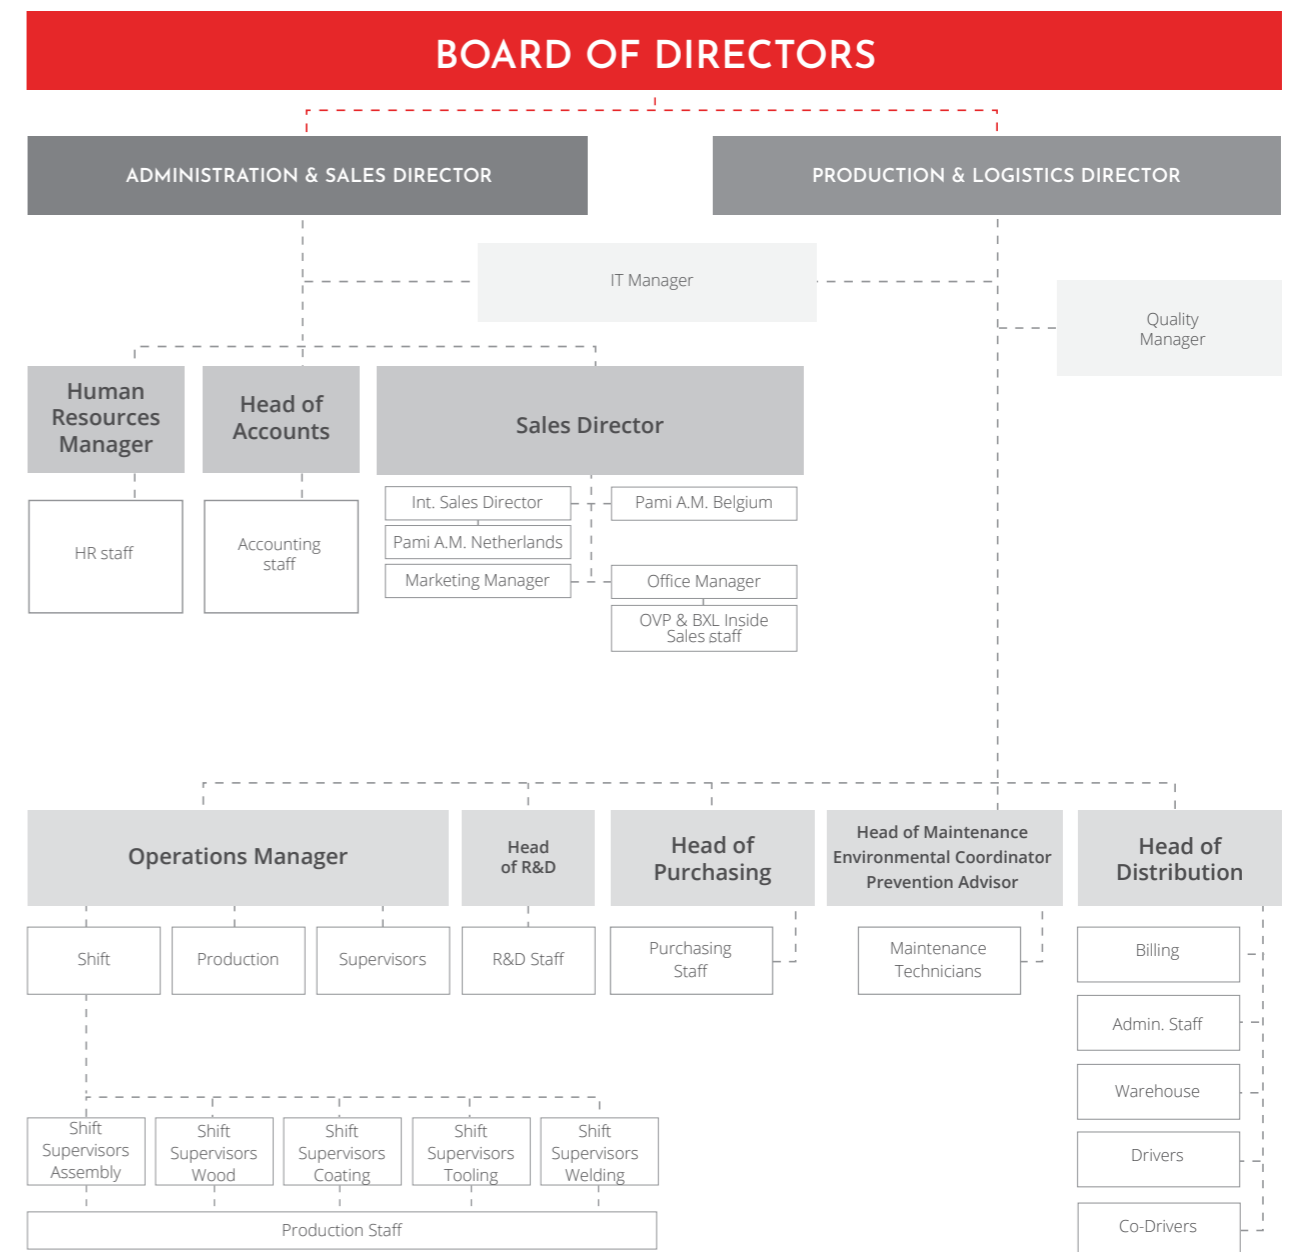 BOARD OF DIRECTORS
ADMINISTRATION & SALES DIRECTOR
PRODUCTION & LOGISTICS DIRECTOR
IT Manager
Quality
Manager
Human
Resources
Manager
Head of
Accounts
Sales Director
HR staff
Accounting
staff
Int. Sales Director
Pami A.M. Belgium
Pami A.M. Netherlands
Marketing Manager
Office Manager
OVP & BXL Inside
Sales staff
Operations Manager
Head
of R&D
Head of
Purchasing
Head of Maintenance
Environmental Coordinator
Prevention Advisor
Head of
Distribution
Shift
Production
Supervisors
R&D Staff
Purchasing
Staff
Maintenance
Technicians
Billing
Admin. Staff
Warehouse
Drivers
Co-Drivers
Shift
Supervisors
Assembly
Shift
Supervisors
Wood
Shift
Supervisors
Coating
Shift
Supervisors
Tooling
Shift
Supervisors
Welding
Production Staff